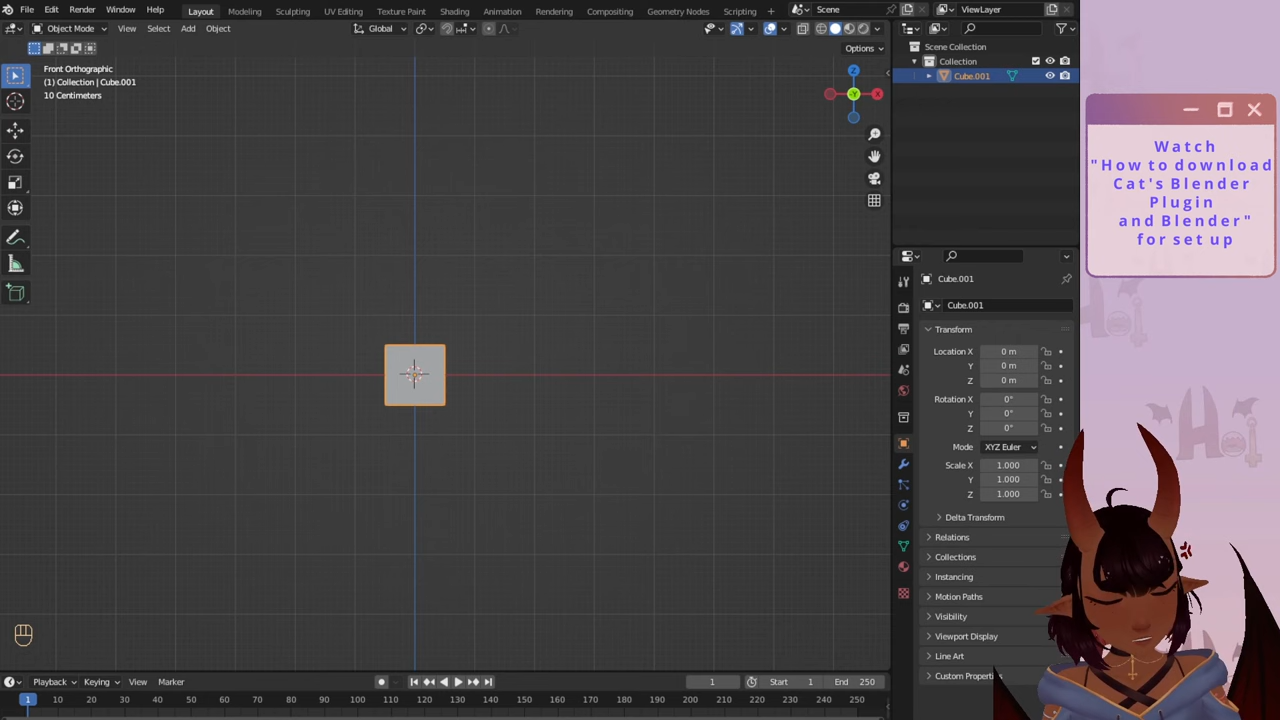 File Edit Render Window Help Layout Modeling Sculpting UV Editing Texture Paint Shading Animation Rendering Compositing Geometry Nodes Scripting Scene ViewLayer
Object Mode View Select Add Object Global
Options
Front Orthographic
(1) Collection | Cube.001
10 Centimeters
Z
X
-Y
Scene Collection
Collection
Cube.001
Cube.001
Cube.001
Transform
Location X 0 m
Y 0 m
Z 0 m
Rotation X 0°
Y 0°
Z 0°
Mode XYZ Euler
Scale X 1.000
Y 1.000
Z 1.000
Delta Transform
Relations
Collections
Instancing
Motion Paths
Visibility
Viewport Display
Line Art
Custom Properties
Watch
"How to download
Cat's Blender
Plugin
and Blender"
for set up
Playback Keying View Marker 1 Start 1 End 250
1 10 20 30 40 50 60 70 80 90 100 110 120 130 140 150 160 170 180 190 200 210 220 230 240 250